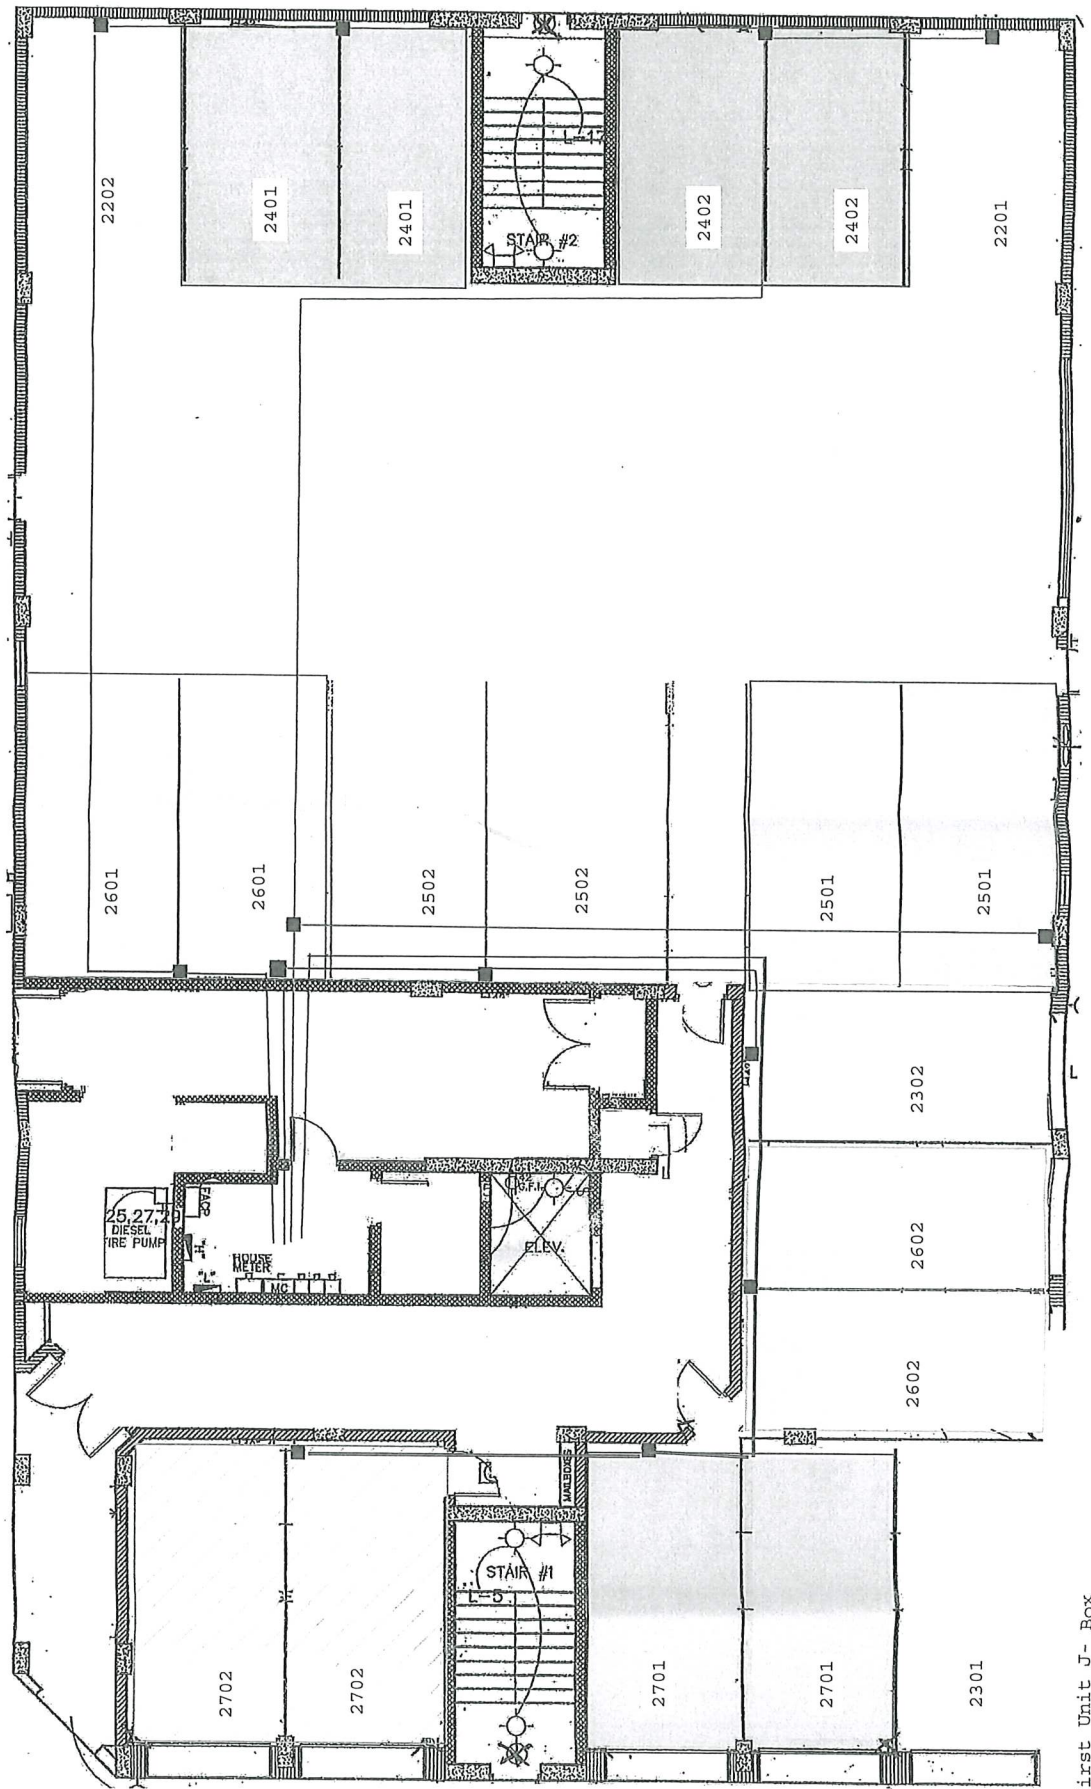 2202
2401
2401
L-17
STAIR #2
2402
2402
2201
2601
2601
2502
2502
2501
2501
2302
2602
2602
25,27,29
DIESEL
FIRE PUMP
FACP
"H"
"L"
HOUSE
METER
MC
G.F.I.
ELEV.
L
MAILBOXES
STAIR #1
L-5
2702
2702
2701
2701
2301
First Unit J- Box